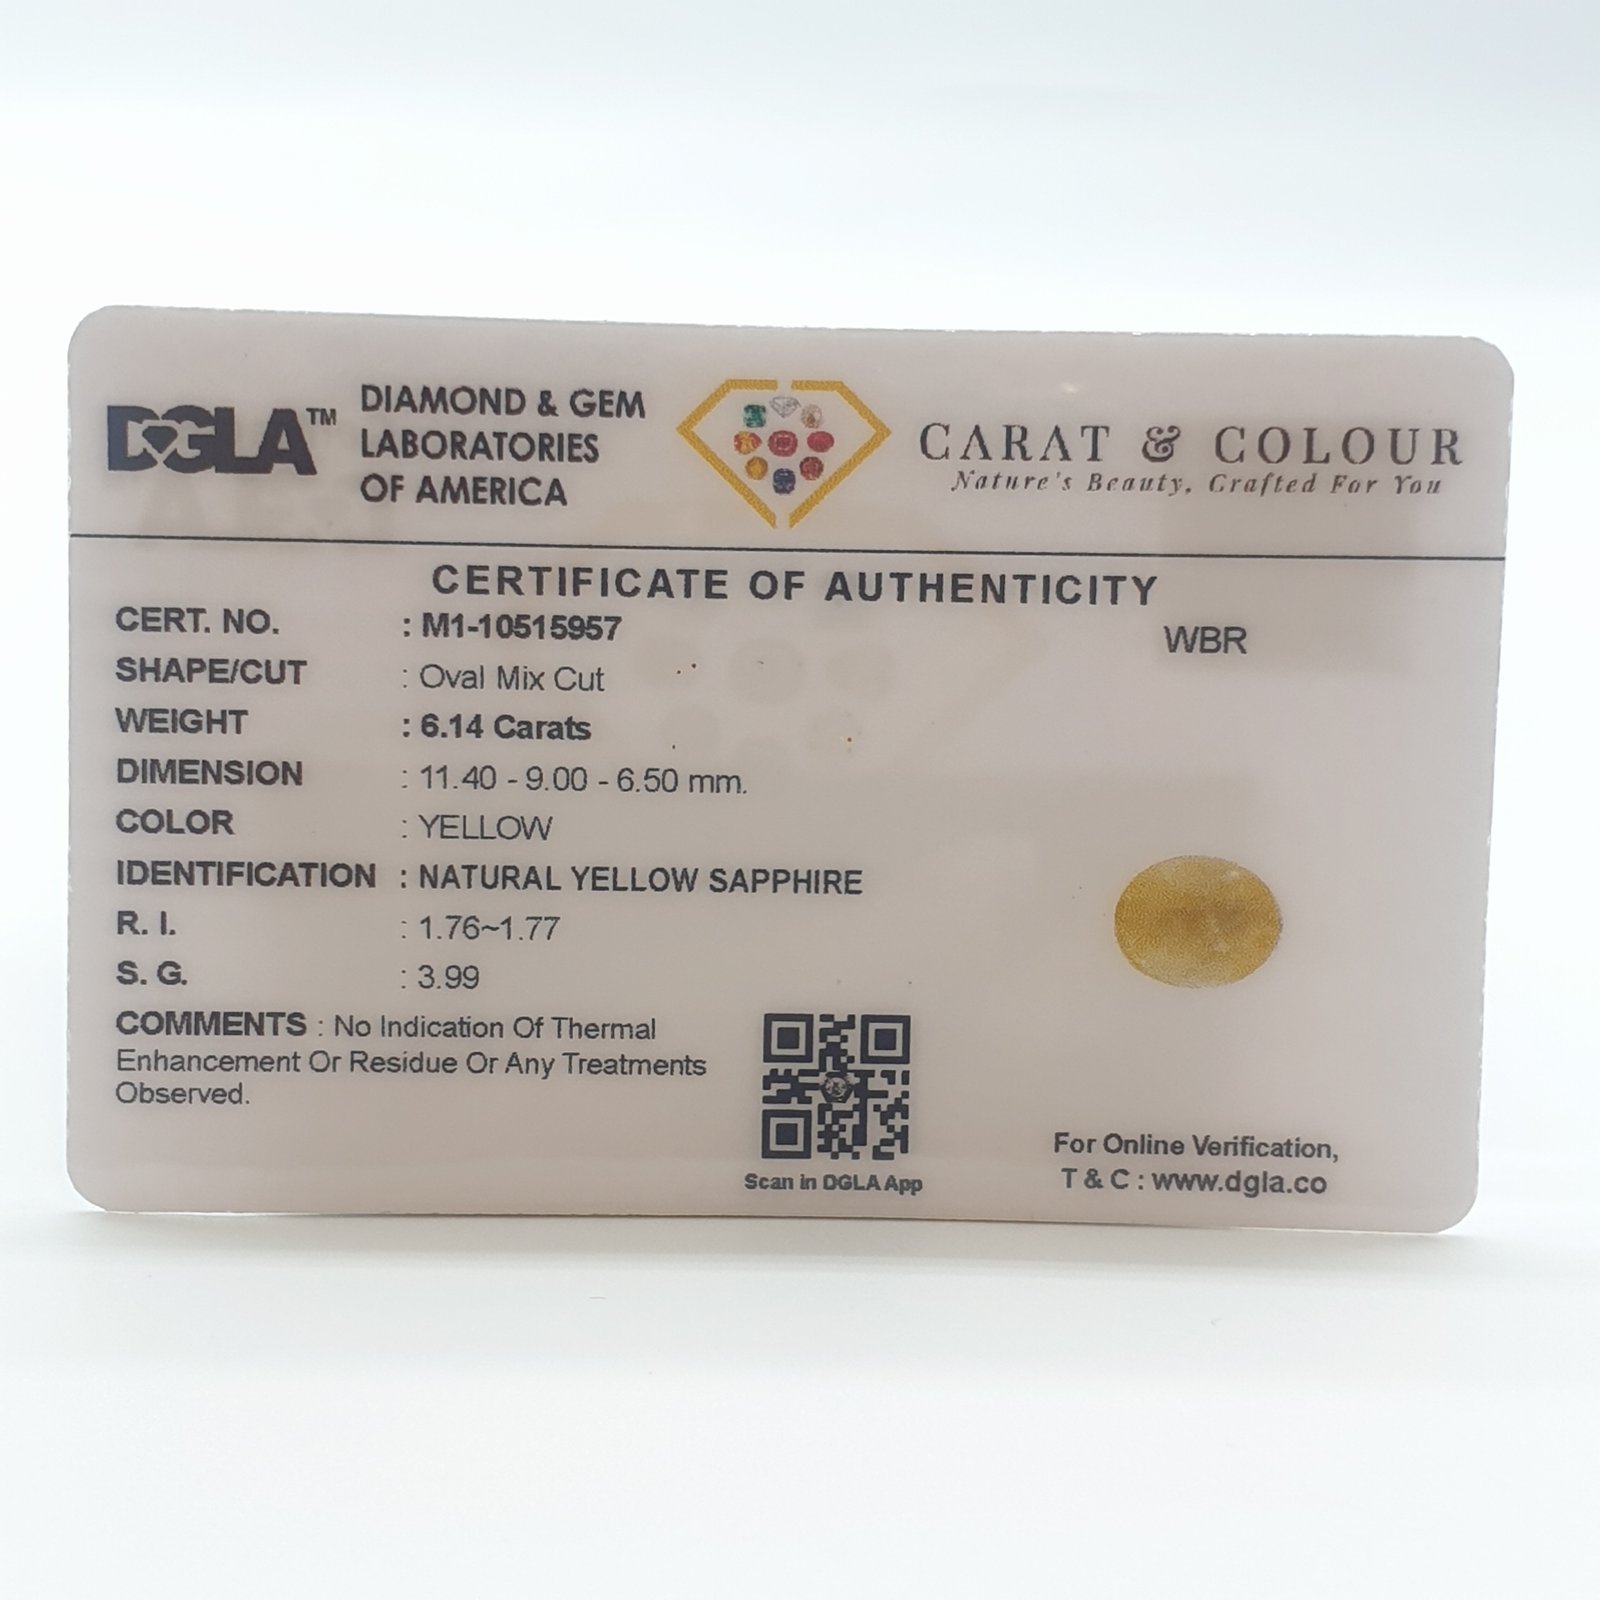 DGLA™
DIAMOND & GEM
LABORATORIES
OF AMERICA
CARAT & COLOUR
Nature's Beauty, Crafted For You
CERTIFICATE OF AUTHENTICITY
CERT. NO. : M1-10515957
WBR
SHAPE/CUT : Oval Mix Cut
WEIGHT : 6.14 Carats
DIMENSION : 11.40 - 9.00 - 6.50 mm.
COLOR : YELLOW
IDENTIFICATION : NATURAL YELLOW SAPPHIRE
R. I. : 1.76~1.77
S. G. : 3.99
COMMENTS : No Indication Of Thermal
Enhancement Or Residue Or Any Treatments
Observed.
Scan in DGLA App
For Online Verification,
T & C : www.dgla.co